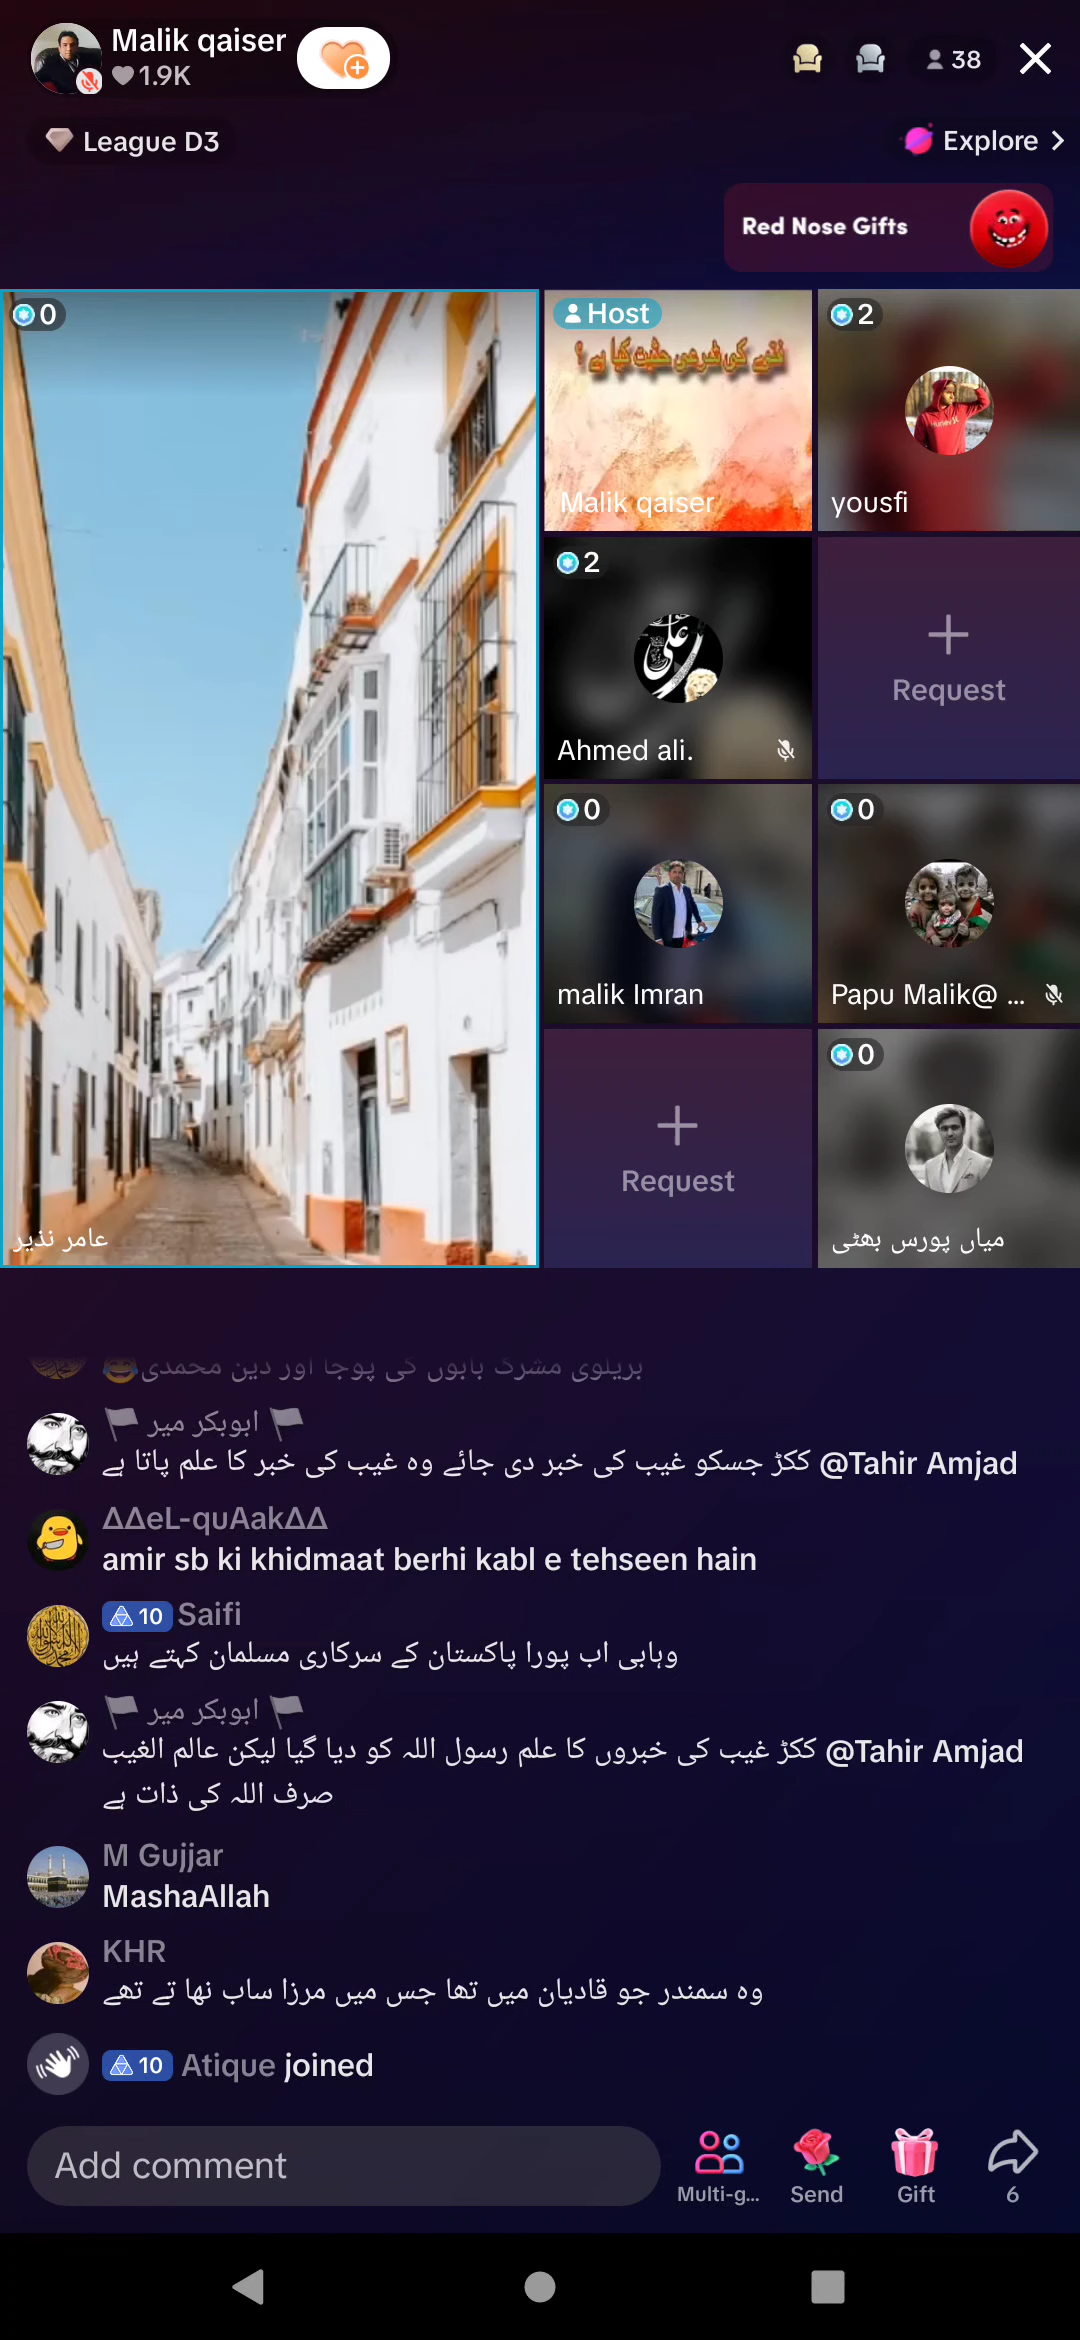 Malik qaiser
1.9K
38
League D3
Explore
Red Nose Gifts
0
Host
فتنے کی شرعی حثیت کیا ہے ؟
Malik qaiser
2
yousfi
2
Ahmed ali.
Request
0
malik Imran
0
Papu Malik@ ...
Request
0
میاں پورس بھٹی
عامر نذیر
بریلوی مشرک بابوں کی پوجا اور دین محمدی😂
🏳 ابوبکر میر 🏳
@Tahir Amjad ککڑ جسکو غیب کی خبر دی جائے وہ غیب کی خبر کا علم پاتا ہے
ΔΔeL-quAakΔΔ
amir sb ki khidmaat berhi kabl e tehseen hain
10 Saifi
وہابی اب پورا پاکستان کے سرکاری مسلمان کہتے ہیں
🏳 ابوبکر میر 🏳
@Tahir Amjad ککڑ غیب کی خبروں کا علم رسول اللہ کو دیا گیا لیکن عالم الغیب
صرف اللہ کی ذات ہے
M Gujjar
MashaAllah
KHR
وہ سمندر جو قادیان میں تھا جس میں مرزا ساب نھا تے تھے
10 Atique joined
Add comment
Multi-g...
Send
Gift
6